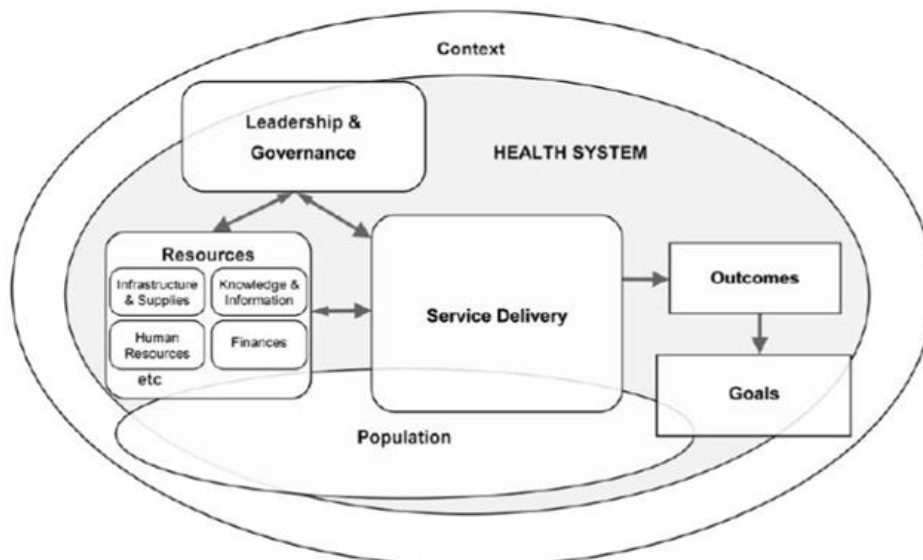 Context
Leadership &
Governance
HEALTH SYSTEM
Resources
Infrastructure
& Supplies
Knowledge &
Information
Human
Resources
Finances
etc
Service Delivery
Outcomes
Goals
Population